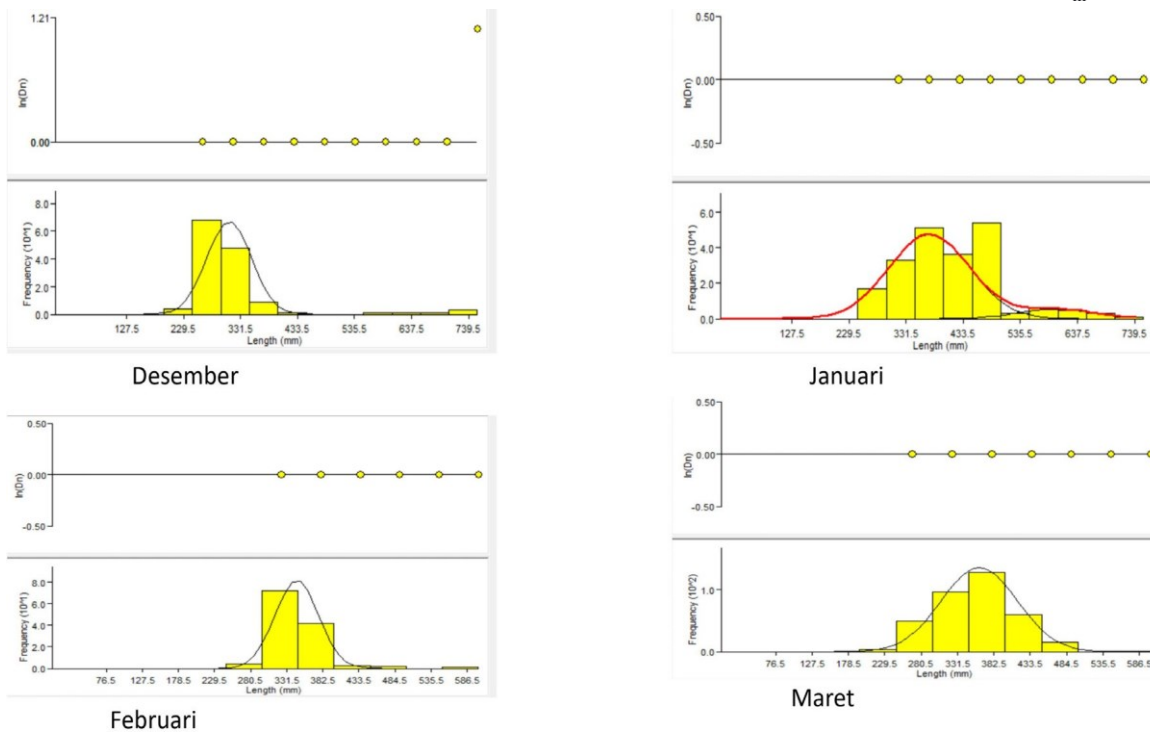 1.21
0.00
ln(Dn)
8.0
6.0
4.0
2.0
0.0
Frequency (10^1)
127.5 229.5 331.5 433.5 535.5 637.5 739.5
Length (mm)
Desember
0.50
0.00
-0.50
ln(Dn)
6.0
4.0
2.0
0.0
Frequency (10^1)
127.5 229.5 331.5 433.5 535.5 637.5 739.5
Length (mm)
Januari
0.50
0.00
-0.50
ln(Dn)
8.0
6.0
4.0
2.0
0.0
Frequency (10^1)
76.5 127.5 178.5 229.5 280.5 331.5 382.5 433.5 484.5 535.5 586.5
Length (mm)
Februari
0.50
0.00
-0.50
ln(Dn)
1.0
0.0
Frequency (10^2)
76.5 127.5 178.5 229.5 280.5 331.5 382.5 433.5 484.5 535.5 586.5
Length (mm)
Maret